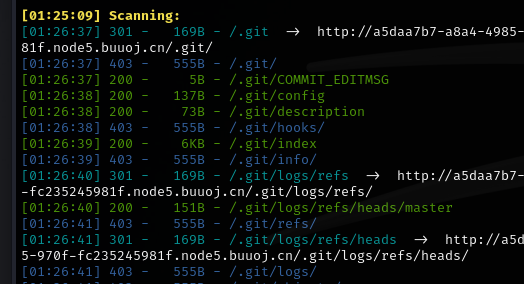 [01:25:09] Scanning:
[01:26:37] 301 -   169B - /.git  ->  http://a5daa7b7-a8a4-4985-
81f.node5.buuoj.cn/.git/
[01:26:37] 403 -   555B - /.git/
[01:26:37] 200 -     5B - /.git/COMMIT_EDITMSG
[01:26:38] 200 -   137B - /.git/config
[01:26:38] 200 -    73B - /.git/description
[01:26:38] 403 -   555B - /.git/hooks/
[01:26:39] 200 -    6KB - /.git/index
[01:26:39] 403 -   555B - /.git/info/
[01:26:40] 301 -   169B - /.git/logs/refs  ->  http://a5daa7b7-
-fc235245981f.node5.buuoj.cn/.git/logs/refs/
[01:26:40] 200 -   151B - /.git/logs/refs/heads/master
[01:26:41] 403 -   555B - /.git/refs/
[01:26:41] 301 -   169B - /.git/logs/refs/heads  ->  http://a5d
5-970f-fc235245981f.node5.buuoj.cn/.git/logs/refs/heads/
[01:26:41] 403 -   555B - /.git/logs/